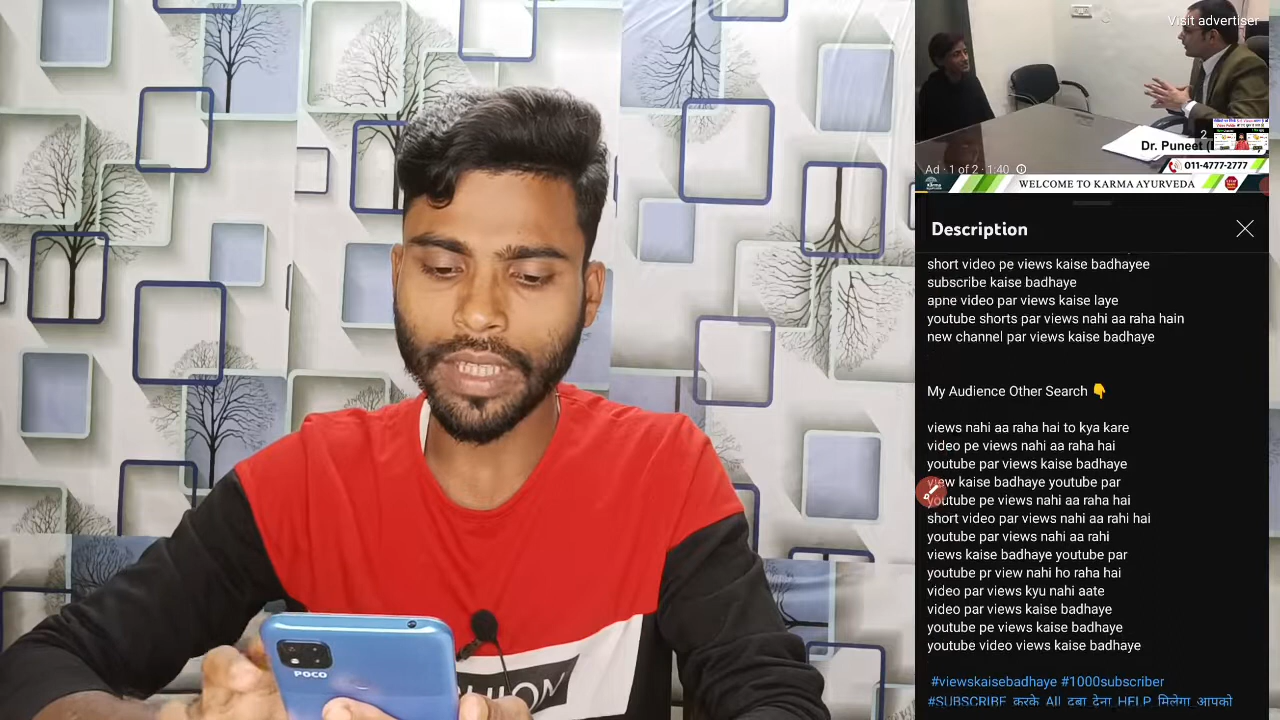 Visit advertiser
2
Dr. Puneet
011-4777-2777
Ad · 1 of 2 · 1:40
WELCOME TO KARMA AYURVEDA
Description
short video pe views kaise badhayee
subscribe kaise badhaye
apne video par views kaise laye
youtube shorts par views nahi aa raha hain
new channel par views kaise badhaye
My Audience Other Search 👇
views nahi aa raha hai to kya kare
video pe views nahi aa raha hai
youtube par views kaise badhaye
view kaise badhaye youtube par
youtube pe views nahi aa raha hai
short video par views nahi aa rahi hai
youtube par views nahi aa rahi
views kaise badhaye youtube par
youtube pr view nahi ho raha hai
video par views kyu nahi aate
video par views kaise badhaye
youtube pe views kaise badhaye
youtube video views kaise badhaye
#viewskaisebadhaye #1000subscriber
#SUBSCRIBE करके All दबा देना HELP मिलेगा आपको
POCO